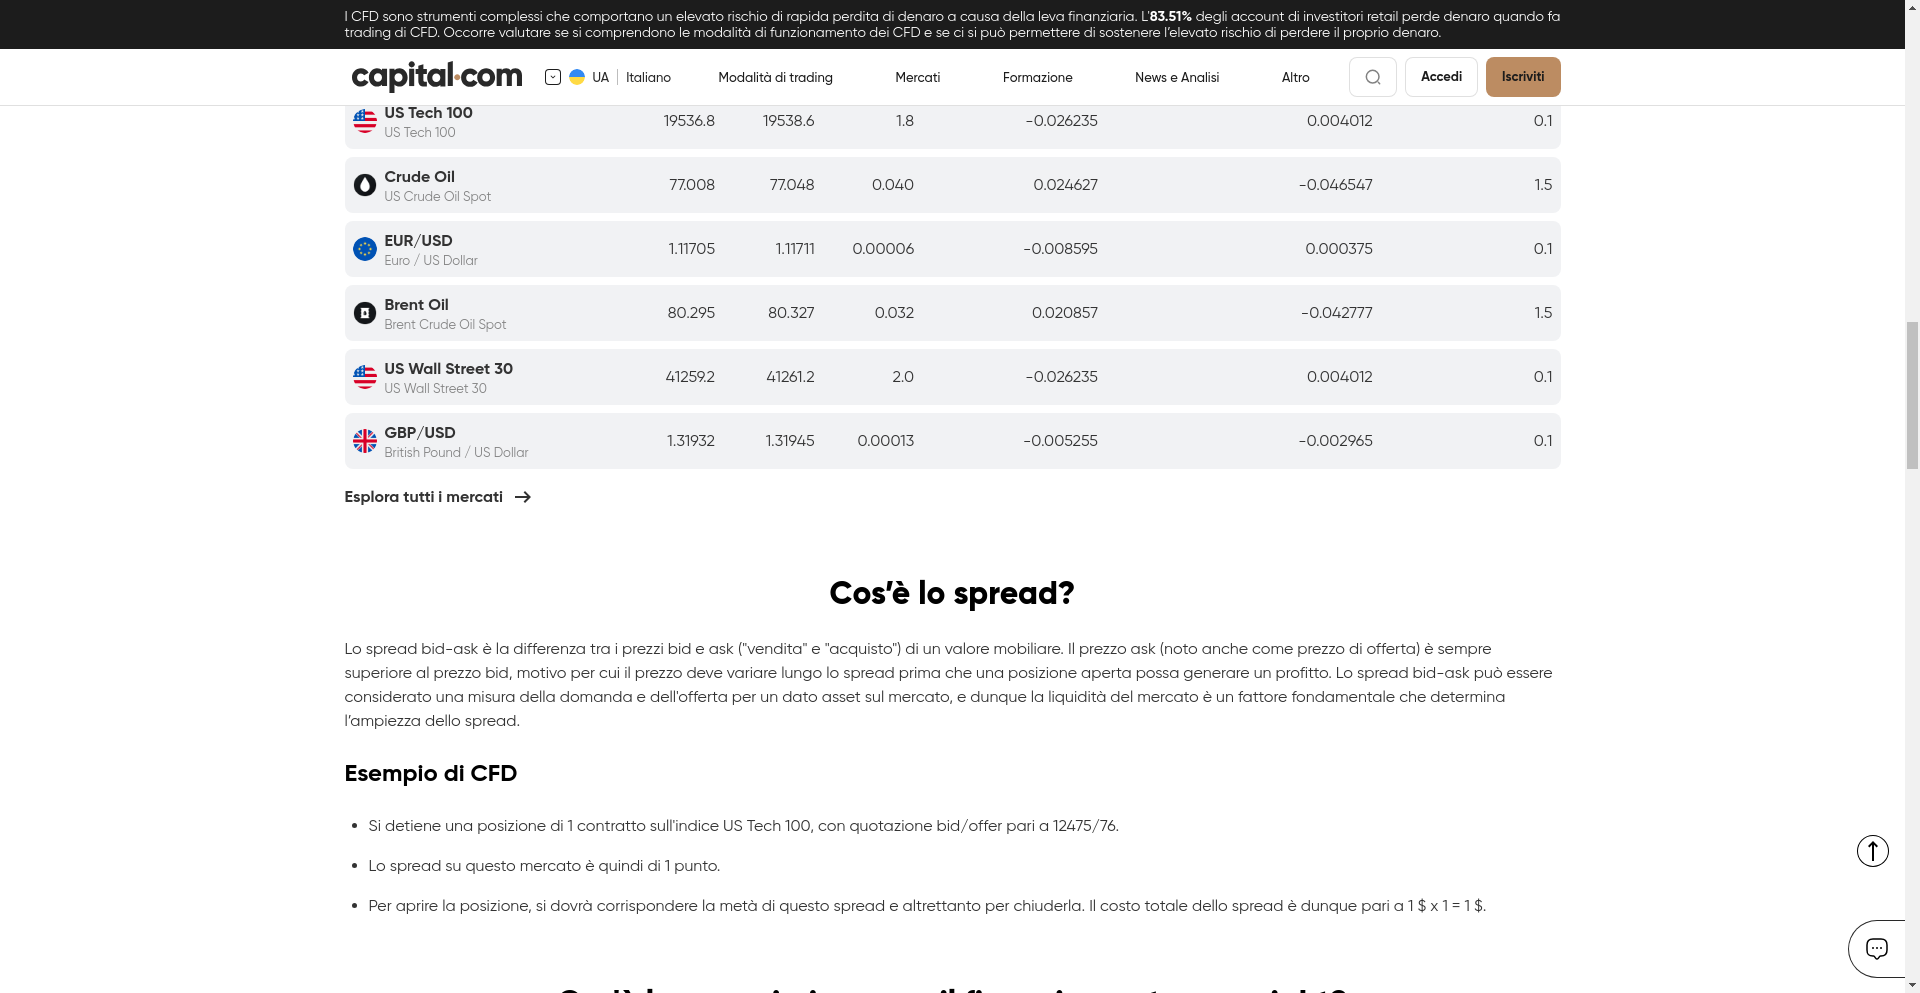 I CFD sono strumenti complessi che comportano un elevato rischio di rapida perdita di denaro a causa della leva finanziaria. L'83.51% degli account di investitori retail perde denaro quando fa
trading di CFD. Occorre valutare se si comprendono le modalità di funzionamento dei CFD e se ci si può permettere di sostenere l'elevato rischio di perdere il proprio denaro.
capital.com UA Italiano Modalità di trading Mercati Formazione News e Analisi Altro Accedi Iscriviti
US Tech 100
US Tech 100
19536.8 19538.6 1.8 -0.026235 0.004012 0.1
Crude Oil
US Crude Oil Spot
77.008 77.048 0.040 0.024627 -0.046547 1.5
EUR/USD
Euro / US Dollar
1.11705 1.11711 0.00006 -0.008595 0.000375 0.1
Brent Oil
Brent Crude Oil Spot
80.295 80.327 0.032 0.020857 -0.042777 1.5
US Wall Street 30
US Wall Street 30
41259.2 41261.2 2.0 -0.026235 0.004012 0.1
GBP/USD
British Pound / US Dollar
1.31932 1.31945 0.00013 -0.005255 -0.002965 0.1
Esplora tutti i mercati
Cos'è lo spread?
Lo spread bid-ask è la differenza tra i prezzi bid e ask ("vendita" e "acquisto") di un valore mobiliare. Il prezzo ask (noto anche come prezzo di offerta) è sempre
superiore al prezzo bid, motivo per cui il prezzo deve variare lungo lo spread prima che una posizione aperta possa generare un profitto. Lo spread bid-ask può essere
considerato una misura della domanda e dell'offerta per un dato asset sul mercato, e dunque la liquidità del mercato è un fattore fondamentale che determina
l'ampiezza dello spread.
Esempio di CFD
• Si detiene una posizione di 1 contratto sull'indice US Tech 100, con quotazione bid/offer pari a 12475/76.
• Lo spread su questo mercato è quindi di 1 punto.
• Per aprire la posizione, si dovrà corrispondere la metà di questo spread e altrettanto per chiuderla. Il costo totale dello spread è dunque pari a 1 $ x 1 = 1 $.